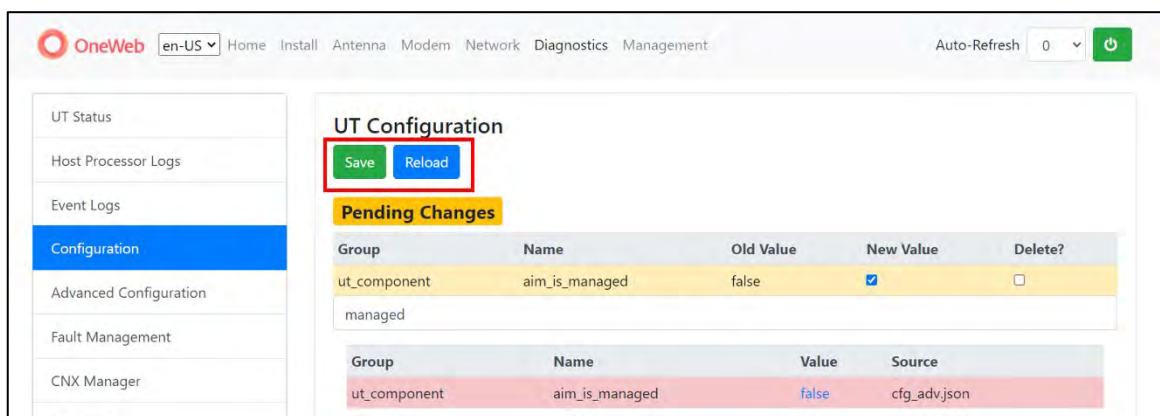 OneWeb en-US Home Install Antenna Modem Network Diagnostics Management Auto-Refresh 0
UT Status
Host Processor Logs
Event Logs
Configuration
Advanced Configuration
Fault Management
CNX Manager
UT Configuration
Save Reload
Pending Changes
Group Name Old Value New Value Delete?
ut_component aim_is_managed false
managed
Group Name Value Source
ut_component aim_is_managed false cfg_adv.json